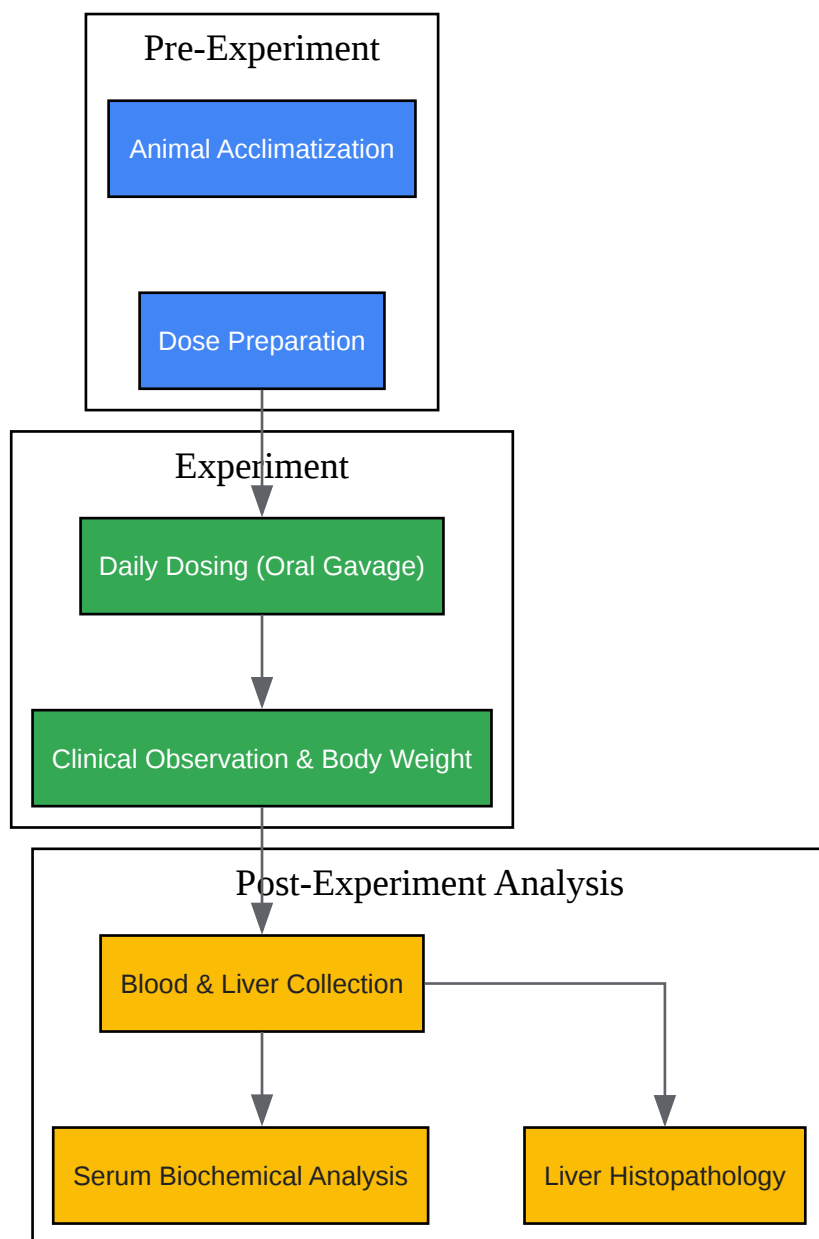 Pre-Experiment
Animal Acclimatization
Dose Preparation
Experiment
Daily Dosing (Oral Gavage)
Clinical Observation & Body Weight
Post-Experiment Analysis
Blood & Liver Collection
Serum Biochemical Analysis
Liver Histopathology